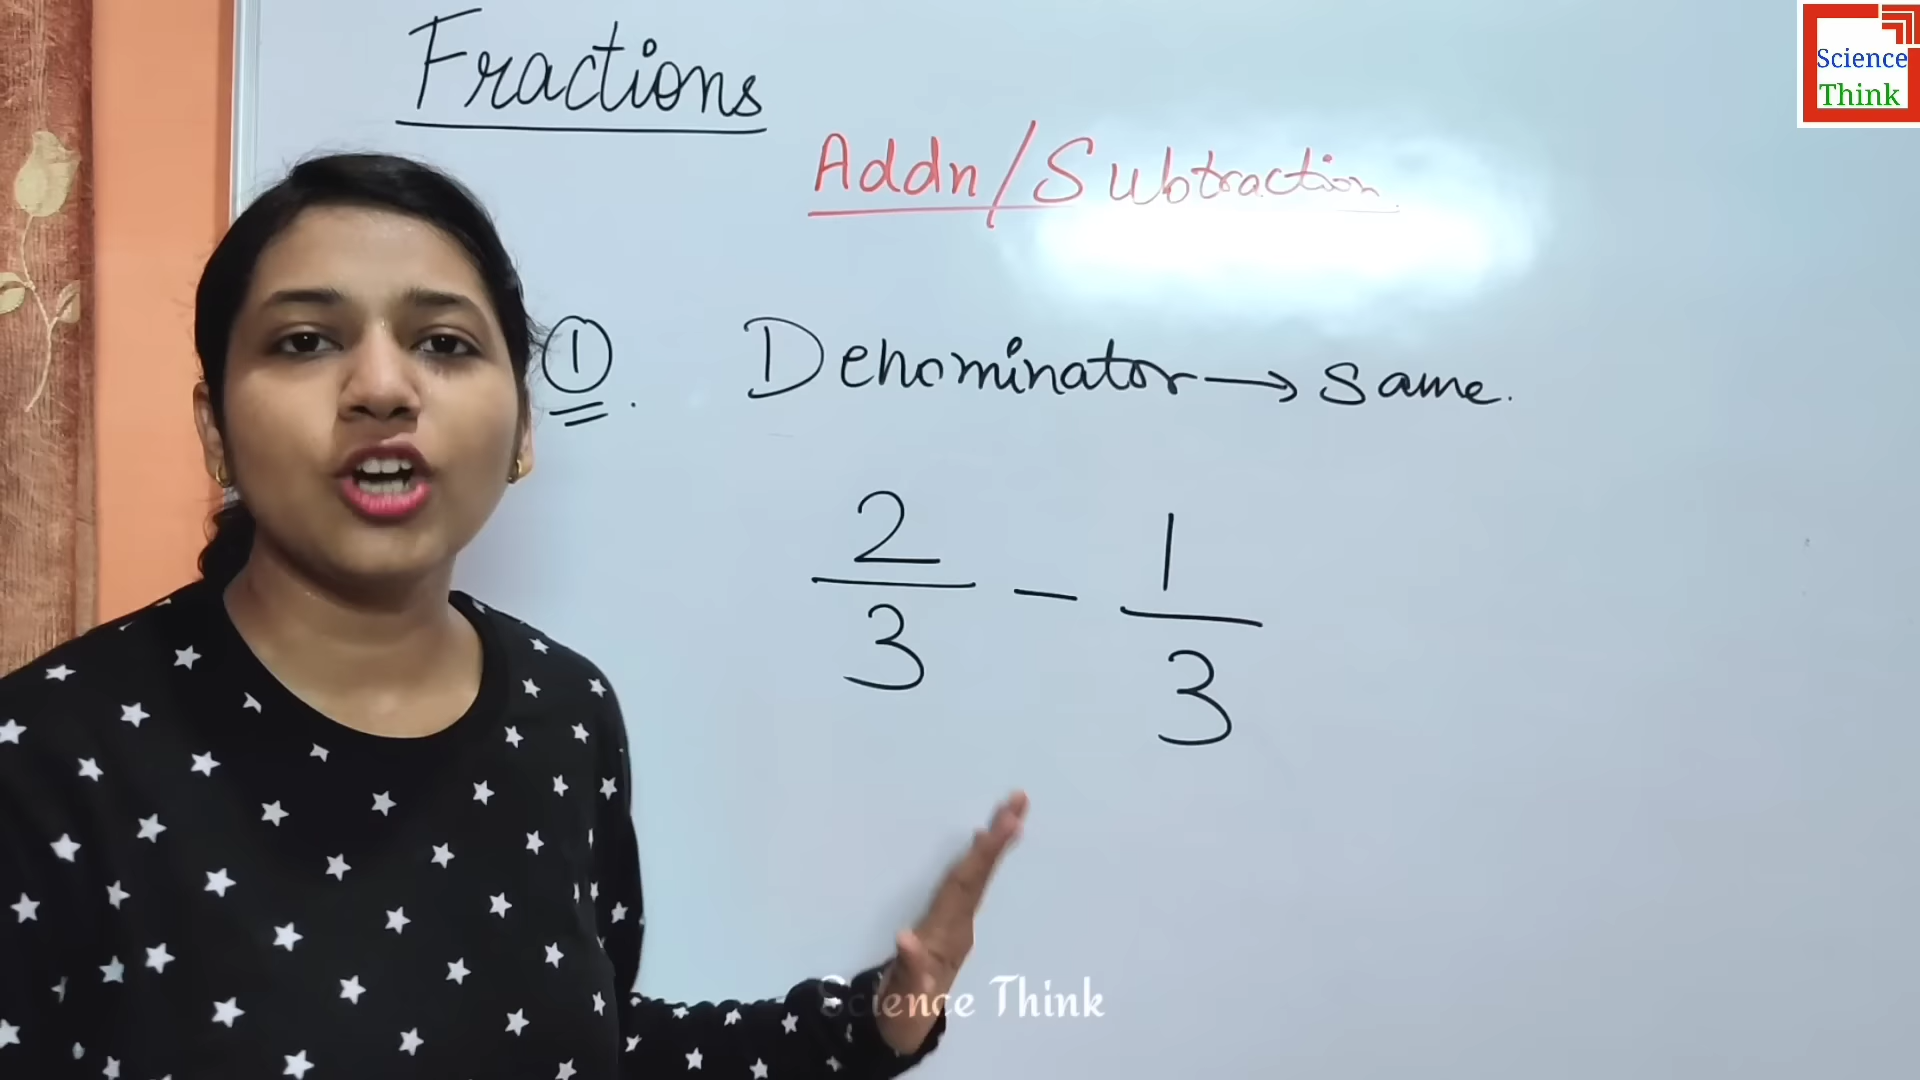 Fractions
Science
Think
Addn/Subtraction
① Denominator → same.
2/3 - 1/3
Science Think